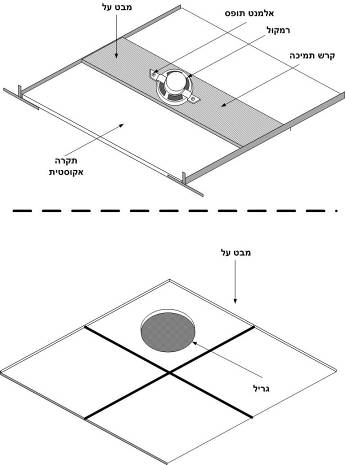 מבט על
אלמנט תופס
רמקול
קרש תמיכה
תקרה
אקוסטית
מבט על
גריל